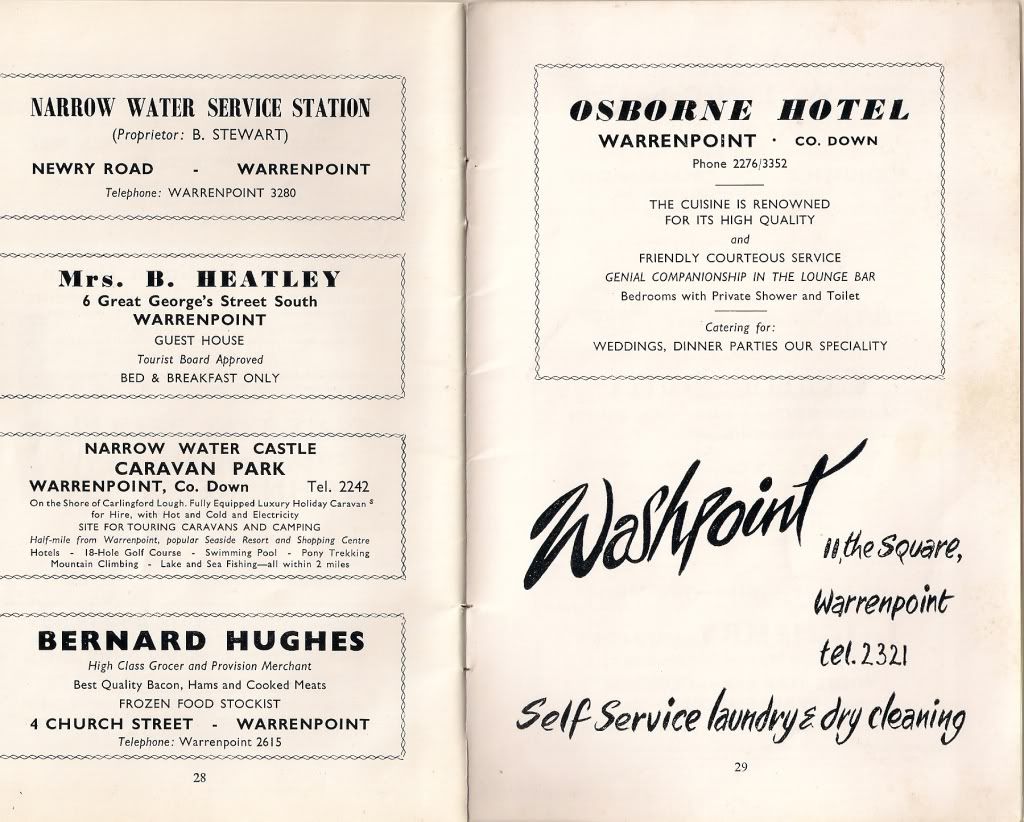 NARROW WATER SERVICE STATION
(Proprietor: B. STEWART)
NEWRY ROAD - WARRENPOINT
Telephone: WARRENPOINT 3280
Mrs. B. HEATLEY
6 Great George's Street South
WARRENPOINT
GUEST HOUSE
Tourist Board Approved
BED & BREAKFAST ONLY
NARROW WATER CASTLE
CARAVAN PARK
WARRENPOINT, Co. Down Tel. 2242
On the Shore of Carlingford Lough. Fully Equipped Luxury Holiday Caravan s
for Hire, with Hot and Cold and Electricity
SITE FOR TOURING CARAVANS AND CAMPING
Half-mile from Warrenpoint, popular Seaside Resort and Shopping Centre
Hotels - 18-Hole Golf Course - Swimming Pool - Pony Trekking
Mountain Climbing - Lake and Sea Fishing—all within 2 miles
BERNARD HUGHES
High Class Grocer and Provision Merchant
Best Quality Bacon, Hams and Cooked Meats
FROZEN FOOD STOCKIST
4 CHURCH STREET - WARRENPOINT
Telephone: Warrenpoint 2615
28
OSBORNE HOTEL
WARRENPOINT · CO. DOWN
Phone 2276/3352
THE CUISINE IS RENOWNED
FOR ITS HIGH QUALITY
and
FRIENDLY COURTEOUS SERVICE
GENIAL COMPANIONSHIP IN THE LOUNGE BAR
Bedrooms with Private Shower and Toilet
Catering for:
WEDDINGS, DINNER PARTIES OUR SPECIALITY
Washpoint
11, the Square,
Warrenpoint
tel. 2321
Self Service laundry & dry cleaning
29